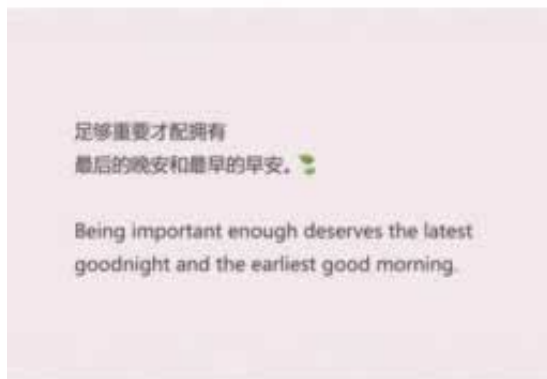 足够重要才配拥有
最后的晚安和最早的早安。🌱
Being important enough deserves the latest
goodnight and the earliest good morning.